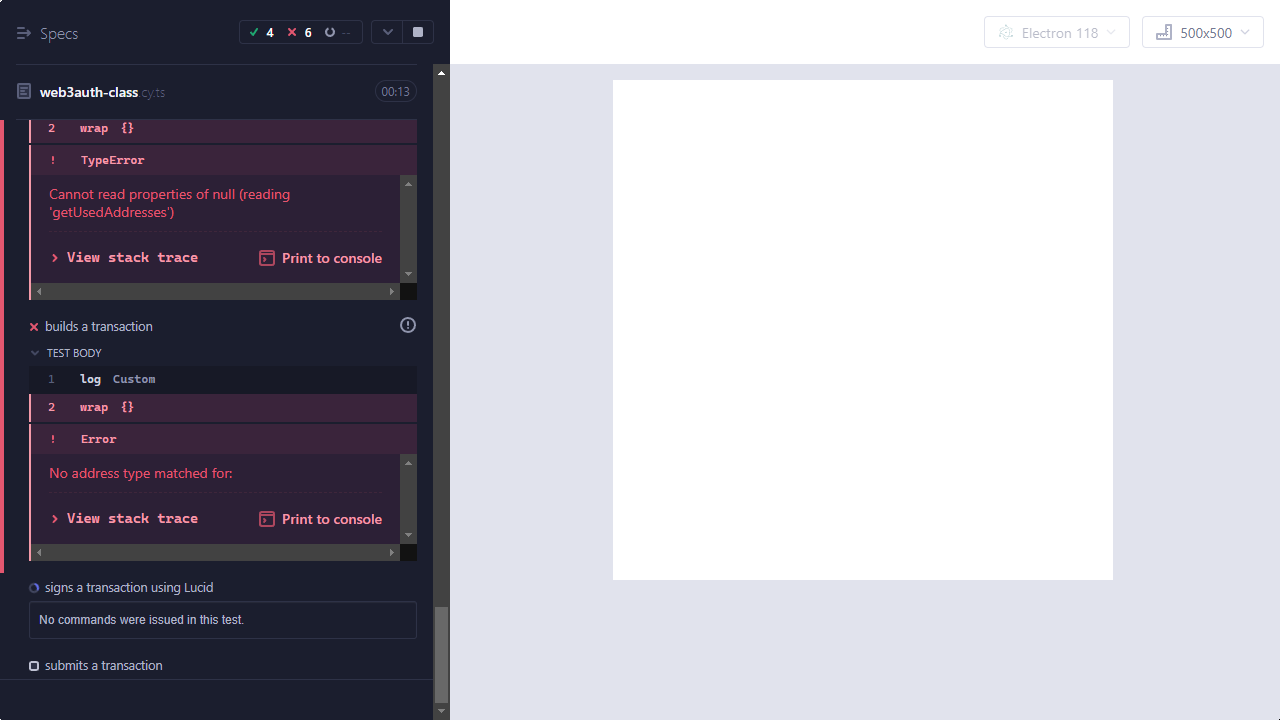 Specs
4
6
--
Electron 118
500x500
web3auth-class.cy.ts
00:13
2 wrap {}
! TypeError
Cannot read properties of null (reading
'getUsedAddresses')
View stack trace
Print to console
builds a transaction
TEST BODY
1 log Custom
2 wrap {}
! Error
No address type matched for:
View stack trace
Print to console
signs a transaction using Lucid
No commands were issued in this test.
submits a transaction